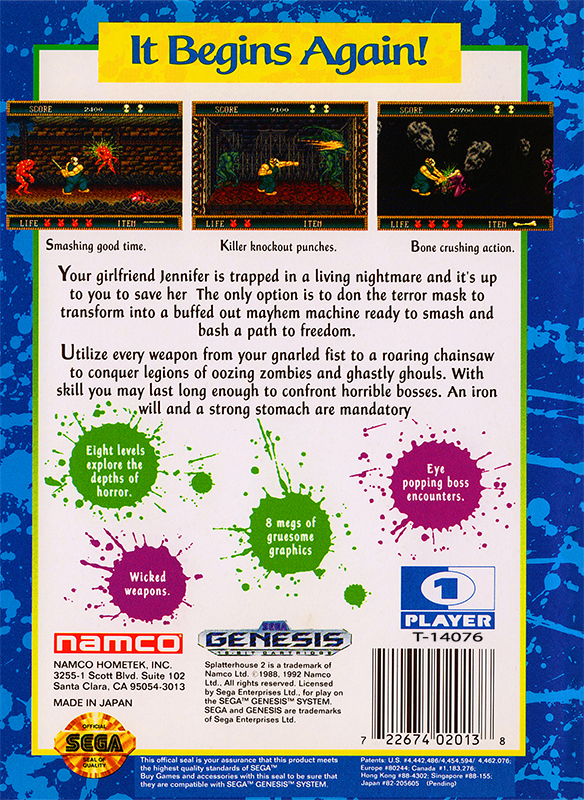 It Begins Again!
SCORE 2400
SCORE 9100
SCORE 20700
LIFE ITEM
LIFE ITEM
LIFE ITEM
Smashing good time.
Killer knockout punches.
Bone crushing action.
Your girlfriend Jennifer is trapped in a living nightmare and it's up
to you to save her The only option is to don the terror mask to
transform into a buffed out mayhem machine ready to smash and
bash a path to freedom.
Utilize every weapon from your gnarled fist to a roaring chainsaw
to conquer legions of oozing zombies and ghastly ghouls. With
skill you may last long enough to confront horrible bosses. An iron
will and a strong stomach are mandatory
Eight levels
explore the
depths of
horror.
Eye
popping boss
encounters.
8 megs of
gruesome
graphics
Wicked
weapons.
1
PLAYER
T-14076
namco
NAMCO HOMETEK, INC.
3255-1 Scott Blvd. Suite 102
Santa Clara, CA 95054-3013
MADE IN JAPAN
SEGA
GENESIS
16-BIT CARTRIDGE
Splatterhouse 2 is a trademark of
Namco Ltd. ©1988, 1992 Namco
Ltd., All rights reserved. Licensed
by Sega Enterprises Ltd., for play on
the SEGA™ GENESIS™ SYSTEM.
SEGA and GENESIS are trademarks
of Sega Enterprises Ltd.
7 22674 02013 8
OFFICIAL
SEGA
SEAL OF
QUALITY
This offical seal is your assurance that this product meets
the highest quality standards of SEGA™
Buy Games and accessories with this seal to be sure that
they are compatible with SEGA™ GENESIS™ SYSTEM.
Patents: U.S. #4,442,486/4,454,594/ 4,462,076;
Europe #80244; Canada #1,183,276;
Hong Kong #88-4302; Singapore #88-155;
Japan #82-205605 (Pending)